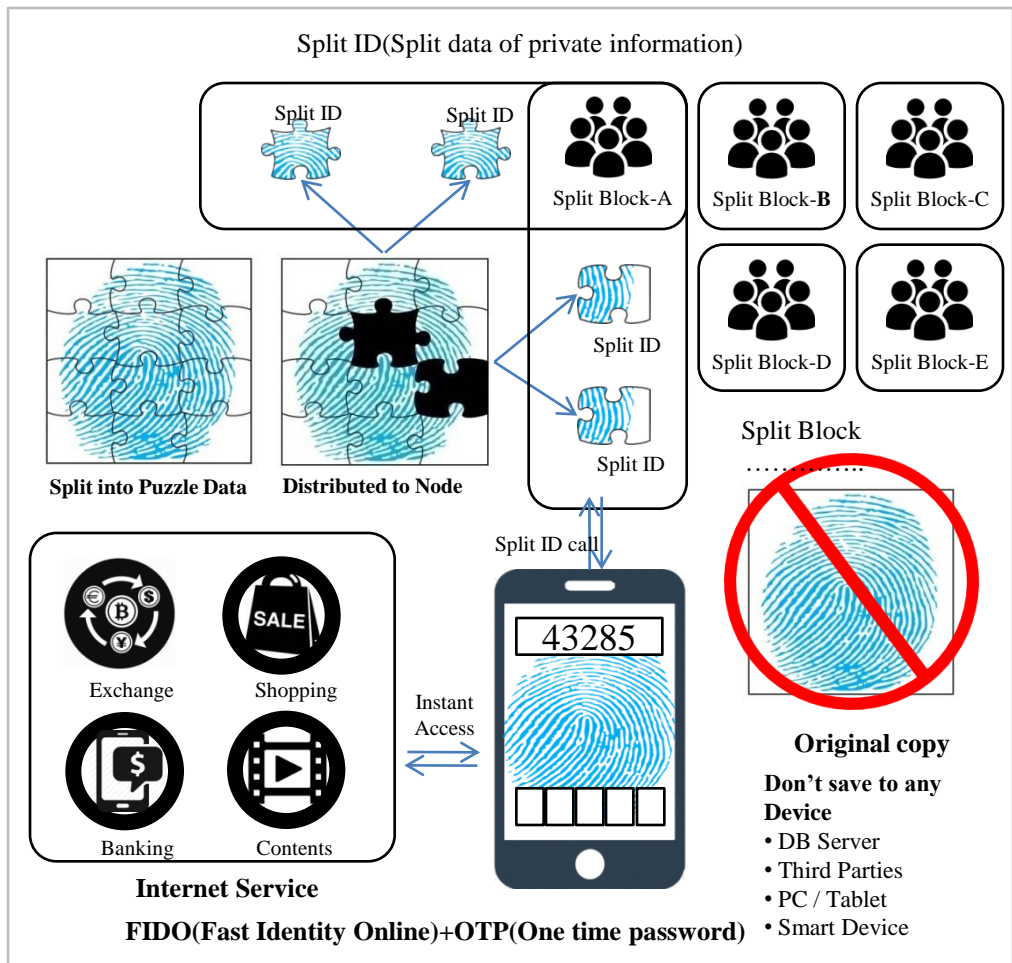 Split ID(Split data of private information)
Split ID
Split ID
Split Block-A
Split Block-B
Split Block-C
Split ID
Split Block-D
Split Block-E
Split ID
Split into Puzzle Data
Distributed to Node
Split Block
…………..
Split ID call
43285
€
$
B
¥
SALE
Exchange
Shopping
Instant
Access
$
Banking
Contents
Internet Service
Original copy
Don’t save to any
Device
• DB Server
• Third Parties
• PC / Tablet
• Smart Device
FIDO(Fast Identity Online)+OTP(One time password)